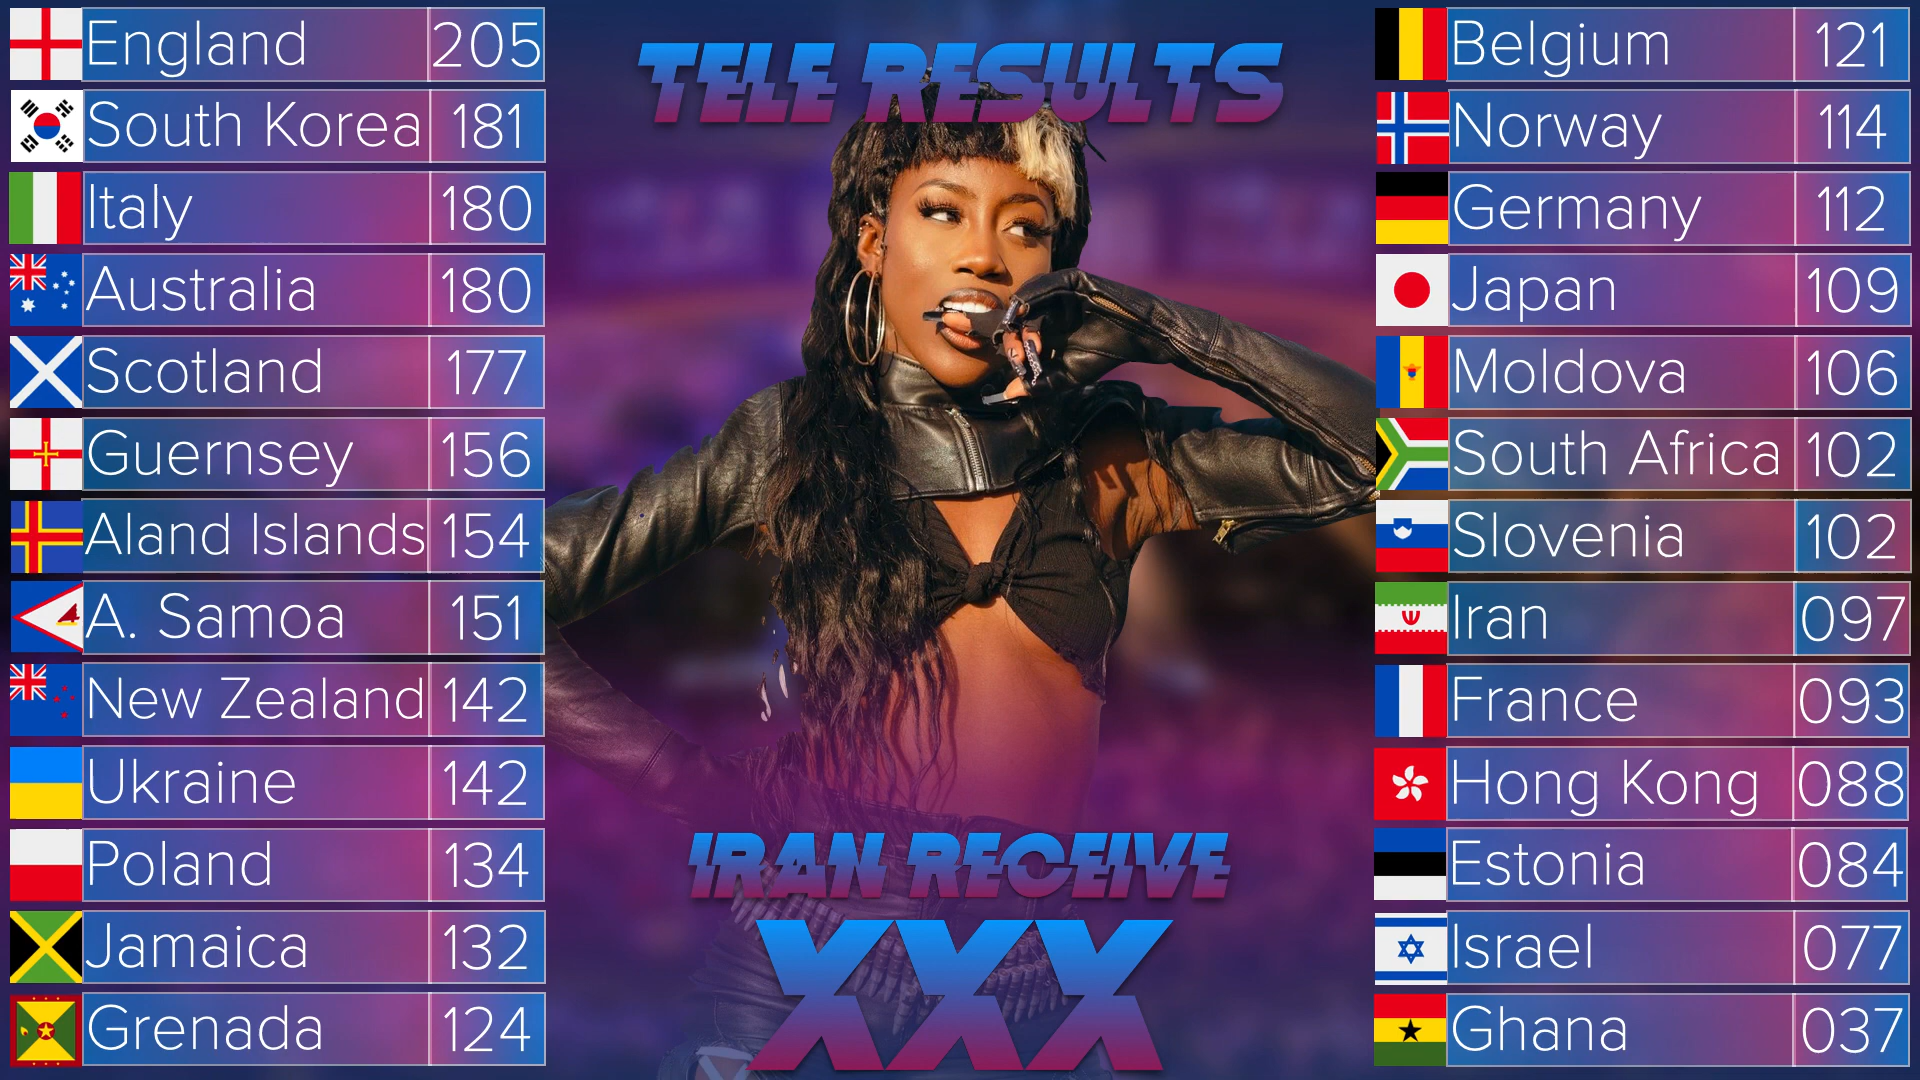 TELE RESULTS
England 205
South Korea 181
Italy 180
Australia 180
Scotland 177
Guernsey 156
Aland Islands 154
A. Samoa 151
New Zealand 142
Ukraine 142
Poland 134
Jamaica 132
Grenada 124
Belgium 121
Norway 114
Germany 112
Japan 109
Moldova 106
South Africa 102
Slovenia 102
Iran 097
France 093
Hong Kong 088
Estonia 084
Israel 077
Ghana 037
IRAN RECEIVE
XXX